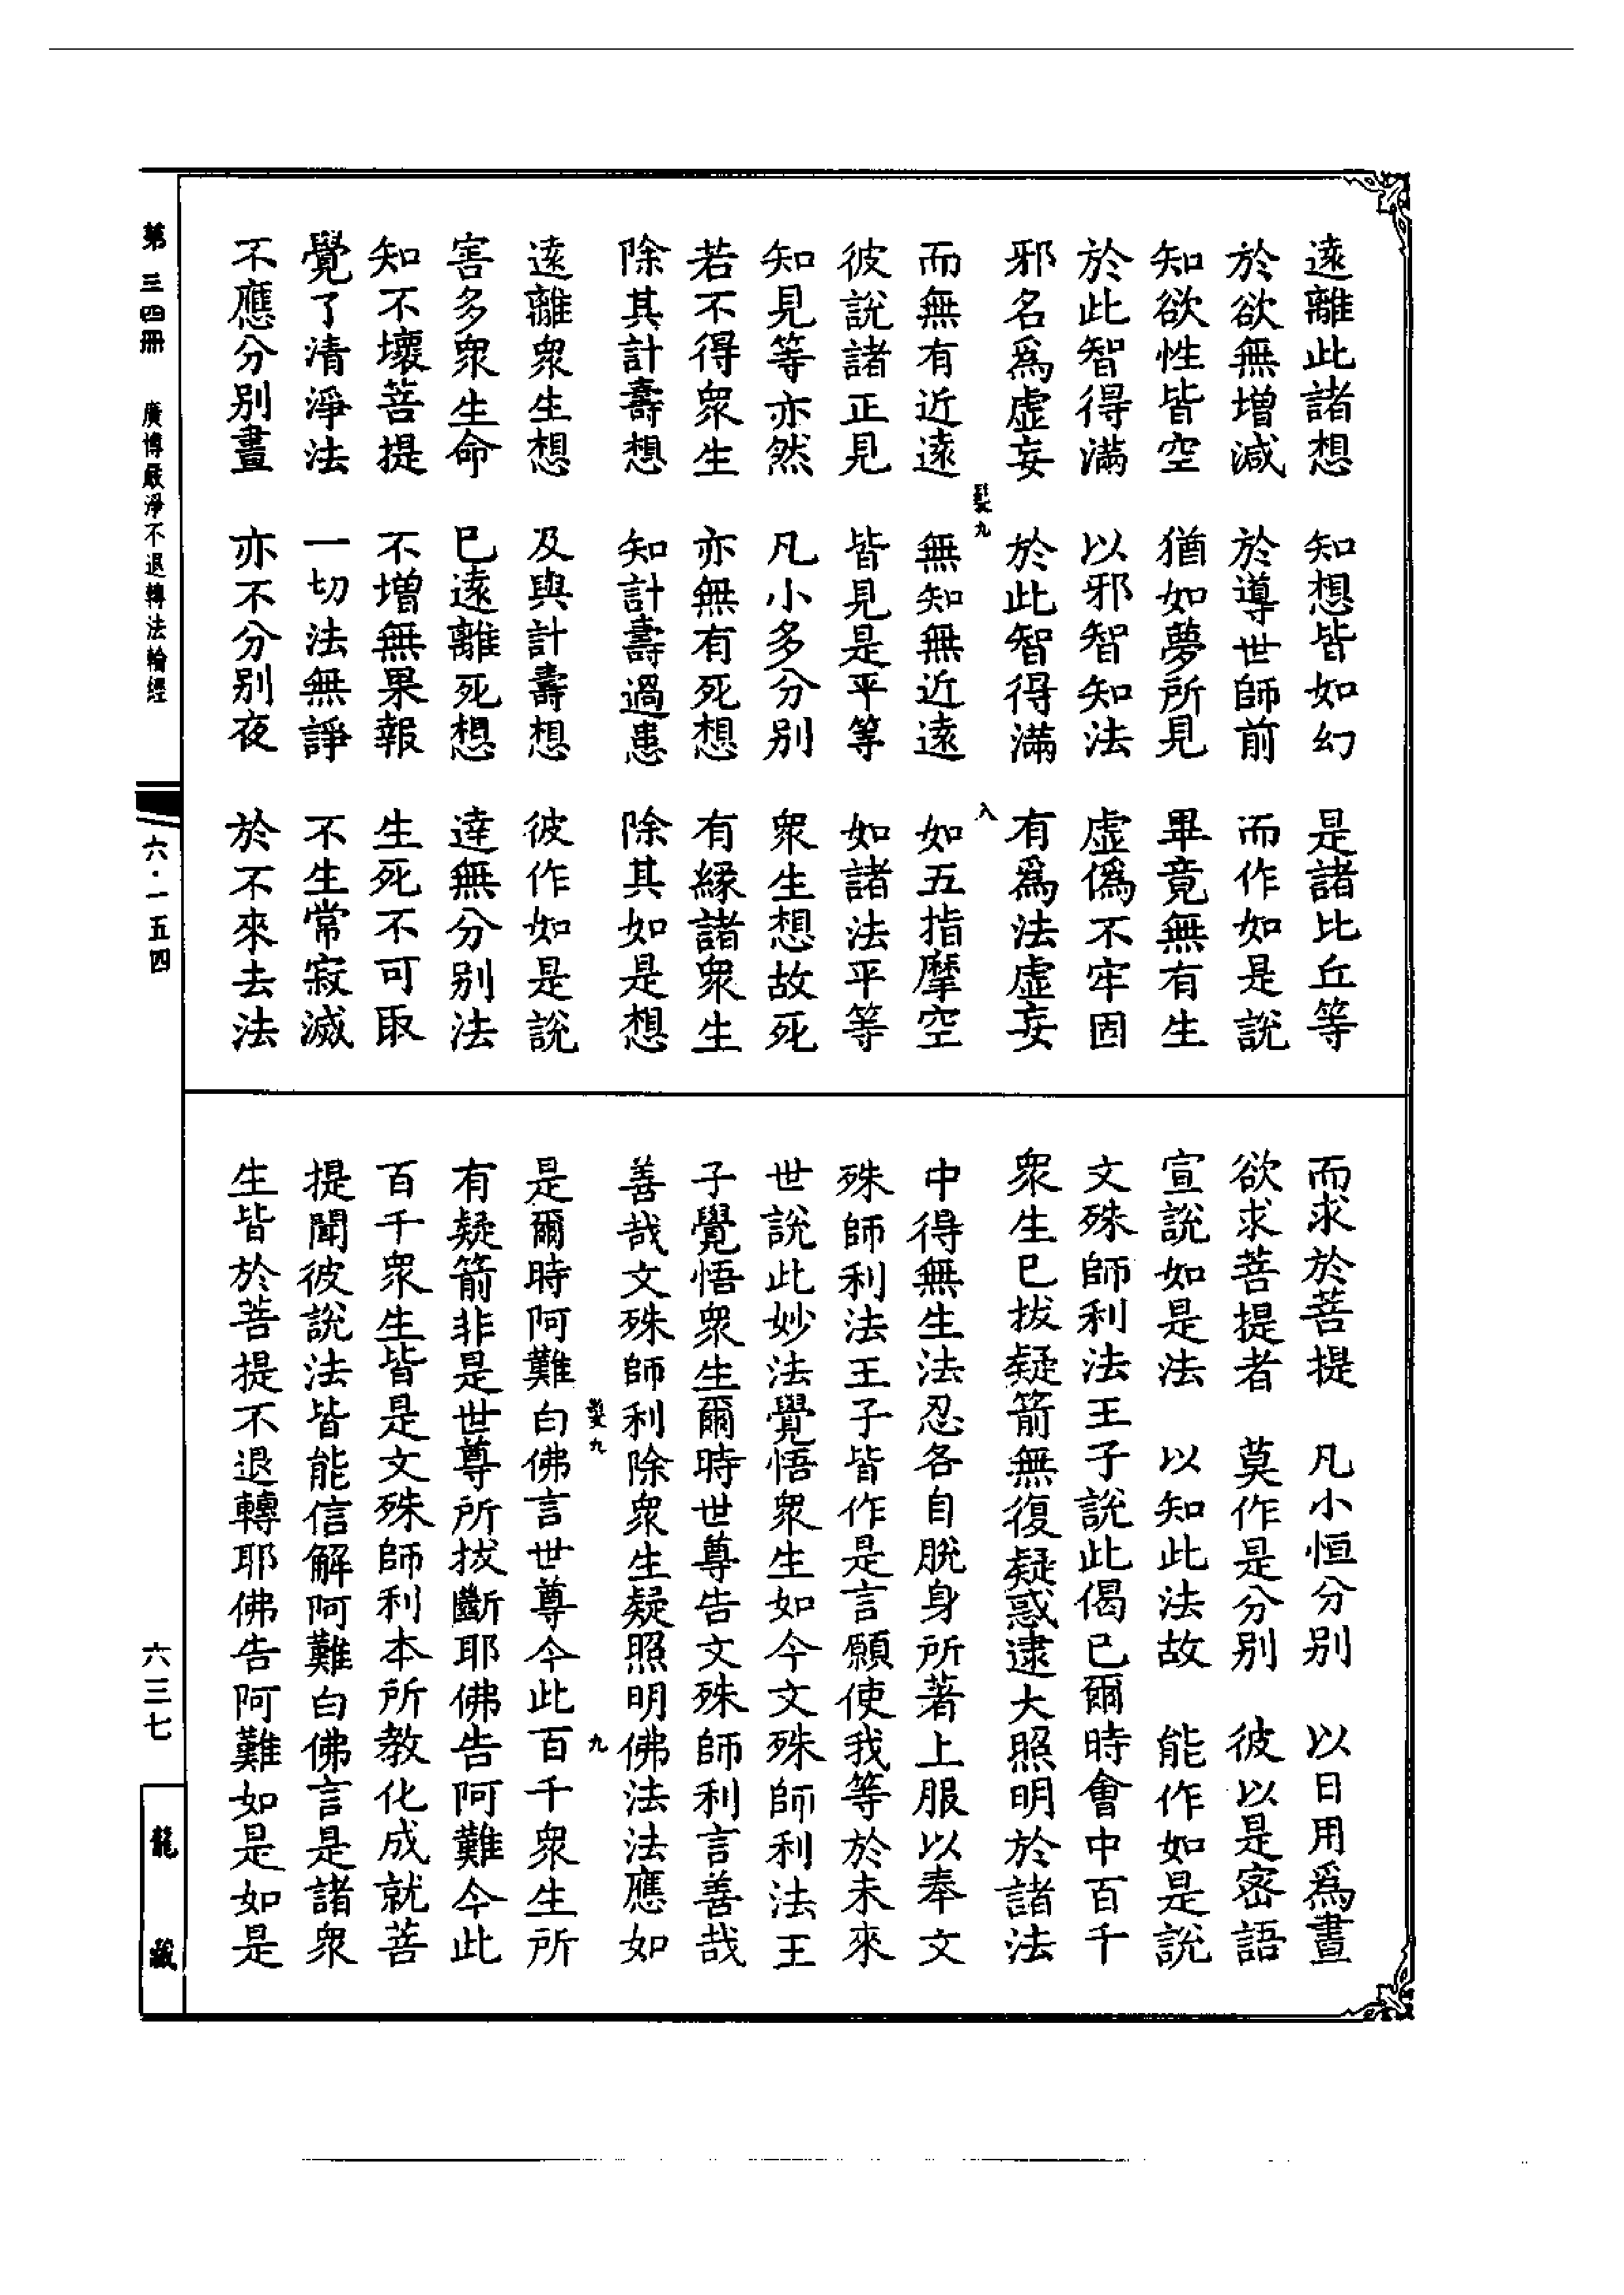 遠離此諸想　知想皆如幻　是諸比丘等
於欲無增減　於導世師前　而作如是說
知欲性皆空　猶如夢所見　畢竟無有生
於此智得滿　以邪智知法　虛僞不牢固
邪名爲虛妄　於此智得滿　有爲法虛妄
髮九　入
而無有近遠　無知無近遠　如五指摩空
彼說諸正見　皆見是平等　如諸法平等
知見等亦然　凡小多分別　衆生想故死
若不得衆生　亦無有死想　有緣諸衆生
除其計壽想　知計壽過患　除其如是想
遠離衆生想　及與計壽想　彼作如是說
害多衆生命　已遠離死想　達無分別法
知不壞菩提　不增無果報　生死不可取
覺了清淨法　一切法無諍　不生常寂滅
不應分別晝　亦不分別夜　於不來去法
而求於菩提　凡小恒分別　以日用爲晝
欲求菩提者　莫作是分別　彼以是密語
宣說如是法　以知此法故　能作如是說
文殊師利法王子說此偈已爾時會中百千
衆生已拔疑箭無復疑惑逮大照明於諸法
中得無生法忍各自脫身所著上服以奉文
殊師利法王子皆作是言願使我等於未來
世說此妙法覺悟衆生如今文殊師利法王
子覺悟衆生爾時世尊告文殊師利言善哉
善哉文殊師利除衆生疑照明佛法法應如
髮九　九
是爾時阿難白佛言世尊今此百千衆生所
有疑箭非是世尊所拔斷耶佛告阿難今此
百千衆生皆是文殊師利本所教化成就菩
提聞彼說法皆能信解阿難白佛言是諸衆
生皆於菩提不退轉耶佛告阿難如是如是
第三四冊　廣博嚴淨不退轉法輪經　六・一五四
六三七　龍藏